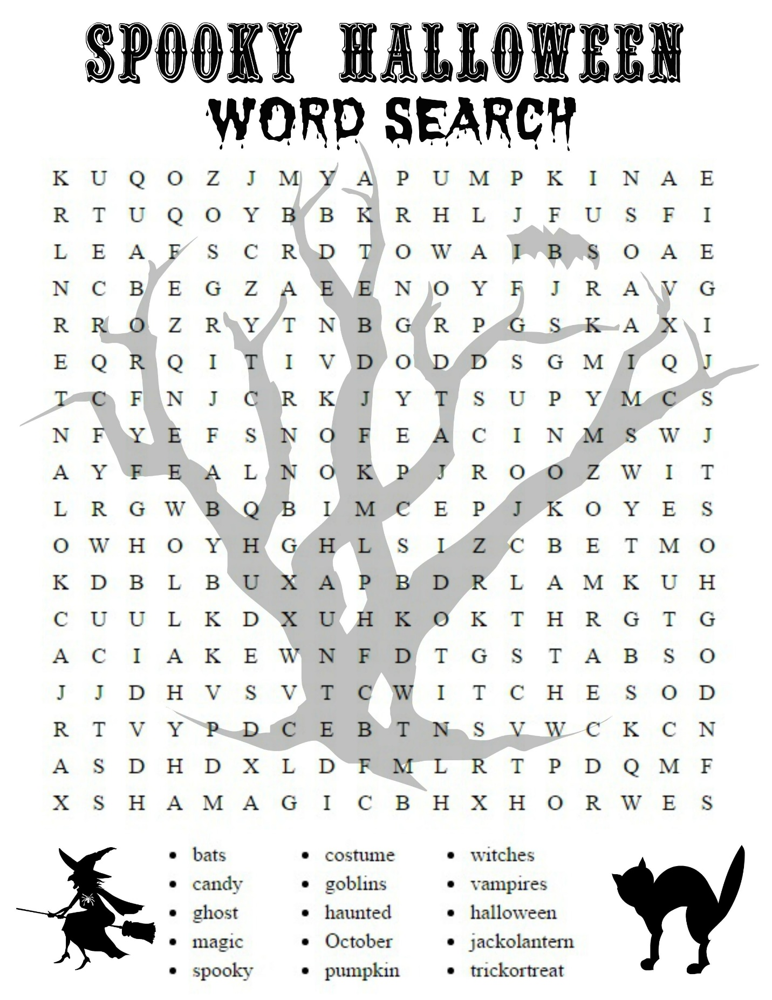 SPOOKY HALLOWEEN
WORD SEARCH
K U Q O Z J M Y A P U M P K I N A E
R T U Q O Y B B K R H L J F U S F I
L E A F S C R D T O W A I B S O A E
N C B E G Z A E E N O Y F J R A V G
R R O Z R Y T N B G R P G S K A X I
E Q R Q I T I V D O D D S G M I Q J
T C F N J C R K J Y T S U P Y M C S
N F Y E F S N O F E A C I N M S W J
A Y F E A L N O K P J R O O Z W I T
L R G W B Q B I M C E P J K O Y E S
O W H O Y H G H L S I Z C B E T M O
K D B L B U X A P B D R L A M K U H
C U U L K D X U H K O K T H R G T G
A C I A K E W N F D T G S T A B S O
J J D H V S V T C W I T C H E S O D
R T V Y P D C E B T N S V W C K C N
A S D H D X L D F M L R T P D Q M F
X S H A M A G I C B H X H O R W E S
• bats • costume • witches
• candy • goblins • vampires
• ghost • haunted • halloween
• magic • October • jackolantern
• spooky • pumpkin • trickortreat